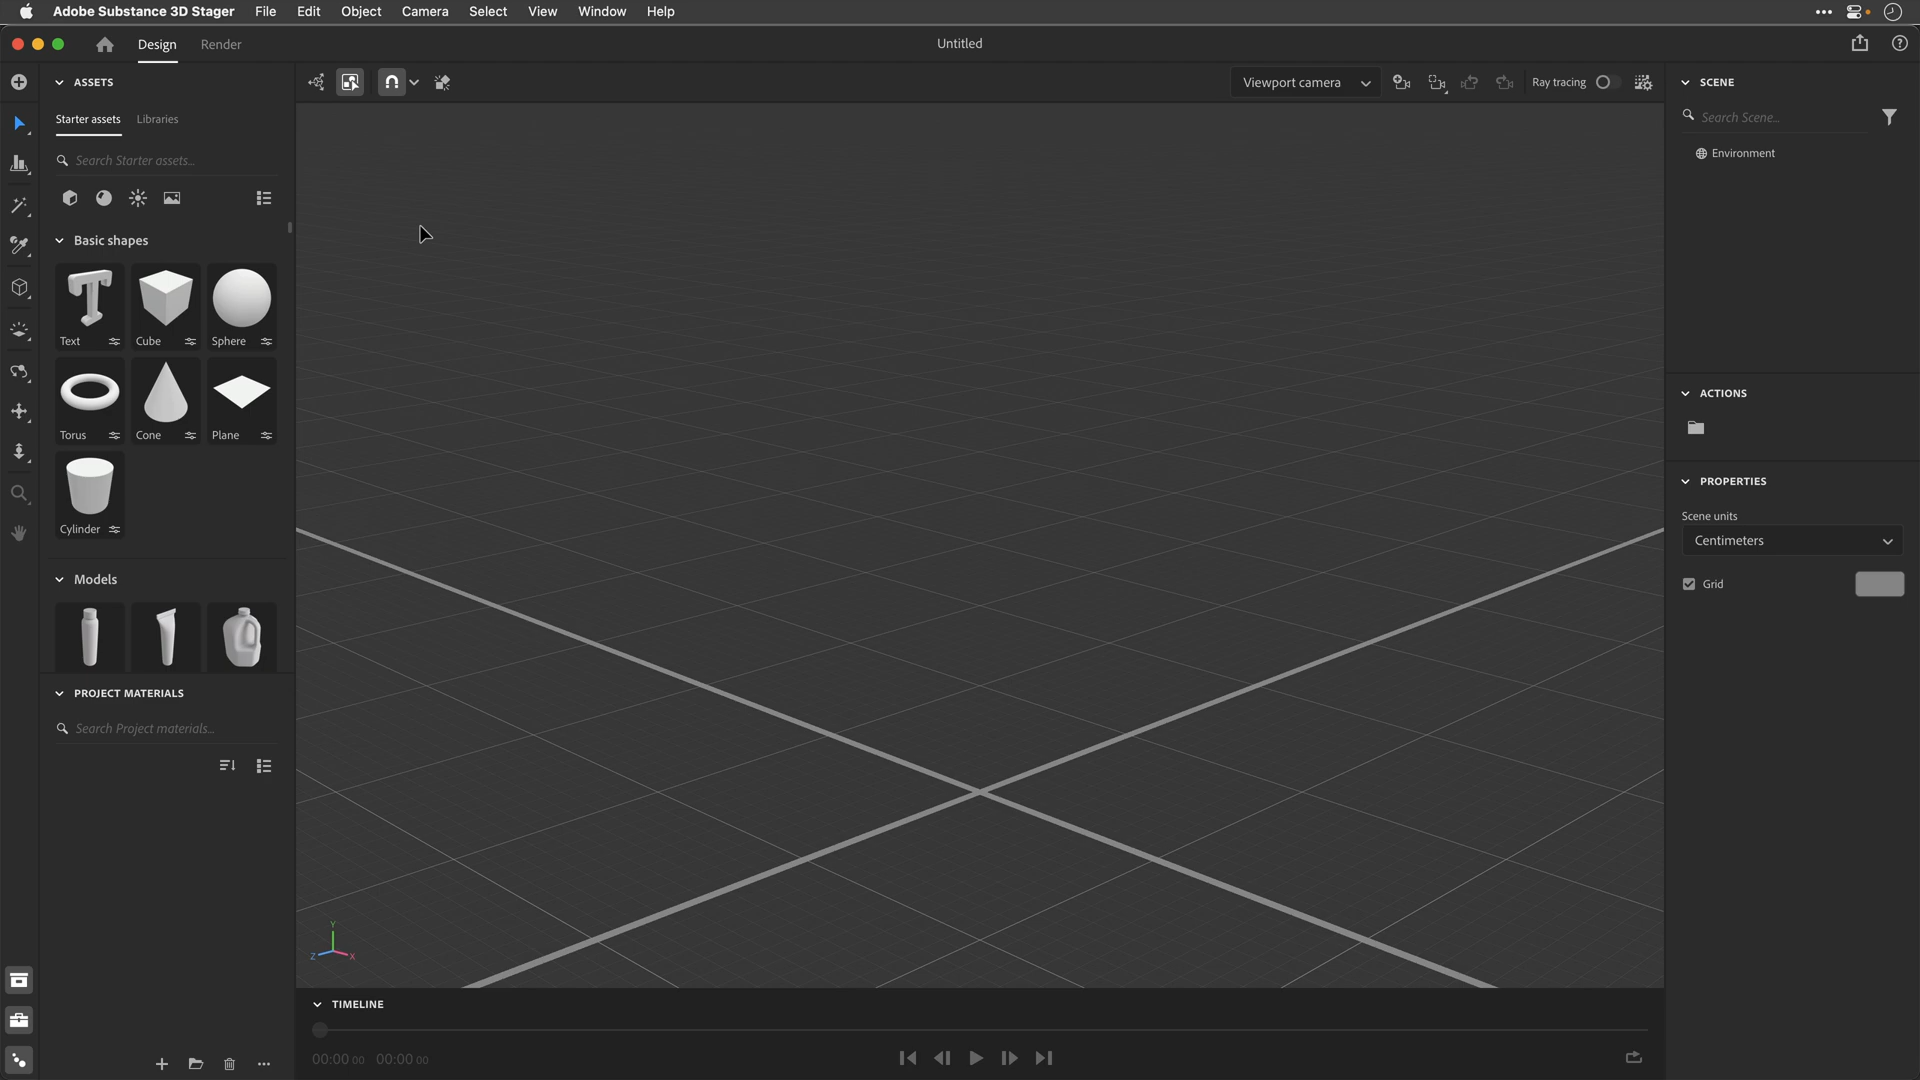 Adobe Substance 3D Stager File Edit Object Camera Select View Window Help
Design Render Untitled
ASSETS
Starter assets Libraries
Search Starter assets...
Basic shapes
Text Cube Sphere
Torus Cone Plane
Cylinder
Models
PROJECT MATERIALS
Search Project materials...
Viewport camera Ray tracing
Y
Z X
TIMELINE
00:00 00 00:00 00
SCENE
Search Scene...
Environment
ACTIONS
PROPERTIES
Scene units
Centimeters
Grid